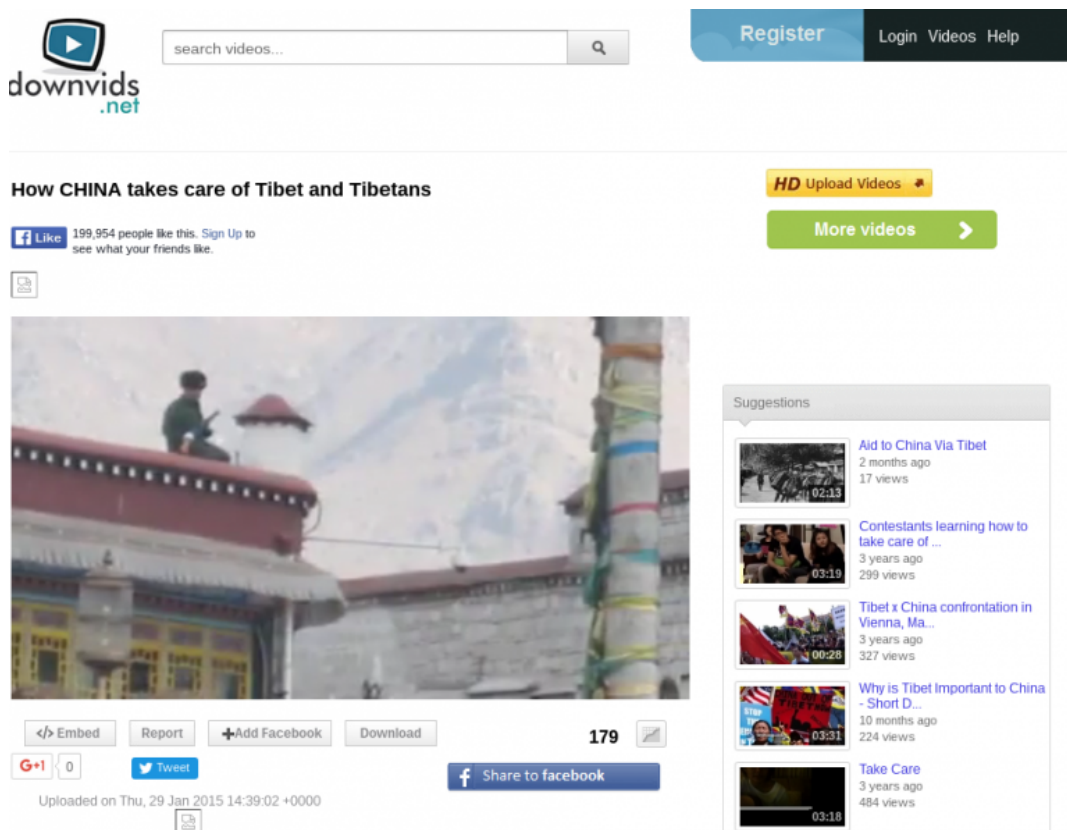 downvids
.net
search videos...
Register
Login Videos Help
How CHINA takes care of Tibet and Tibetans
HD Upload Videos
More videos
Like
199,954 people like this. Sign Up to
see what your friends like.
Suggestions
Aid to China Via Tibet
2 months ago
17 views
02:13
Contestants learning how to
take care of ...
3 years ago
299 views
03:19
Tibet x China confrontation in
Vienna, Ma...
3 years ago
327 views
00:28
Why is Tibet Important to China
- Short D...
10 months ago
224 views
03:31
Take Care
3 years ago
484 views
03:18
</> Embed
Report
+Add Facebook
Download
179
G+1
0
Tweet
f Share to facebook
Uploaded on Thu, 29 Jan 2015 14:39:02 +0000